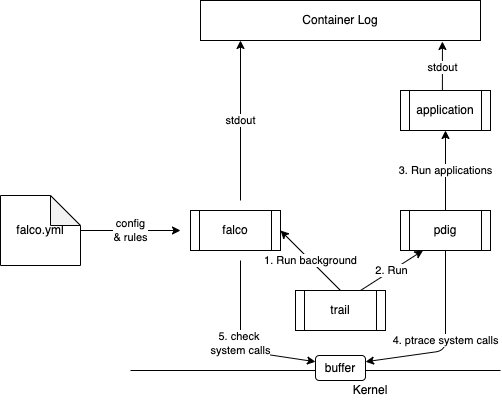 Container Log
stdout
application
stdout
3. Run applications
falco.yml
config
& rules
falco
pdig
1. Run background
2. Run
trail
5. check
system calls
4. ptrace system calls
buffer
Kernel